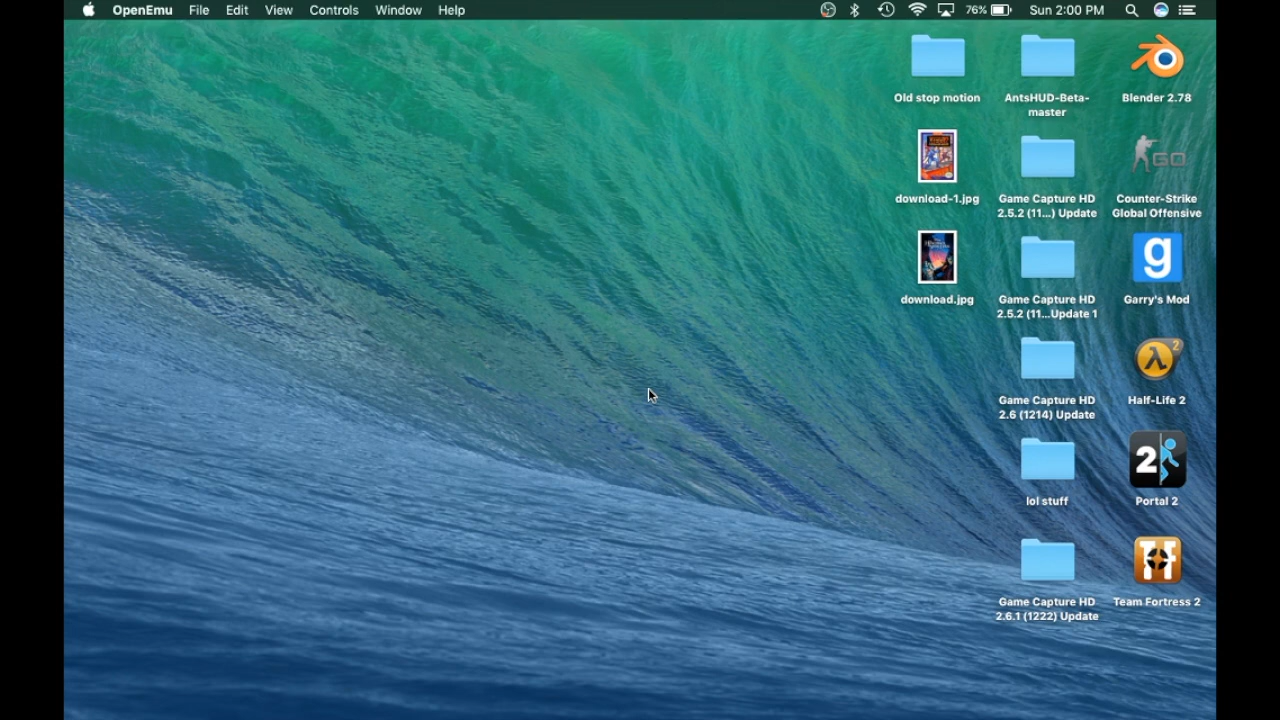 OpenEmu File Edit View Controls Window Help 76% Sun 2:00 PM
Old stop motion
AntsHUD-Beta-
master
Blender 2.78
download-1.jpg
Game Capture HD
2.5.2 (11...) Update
GO
Counter-Strike
Global Offensive
download.jpg
Game Capture HD
2.5.2 (11...Update 1
g
Garry's Mod
Game Capture HD
2.6 (1214) Update
2
Half-Life 2
lol stuff
2
Portal 2
Game Capture HD
2.6.1 (1222) Update
Team Fortress 2